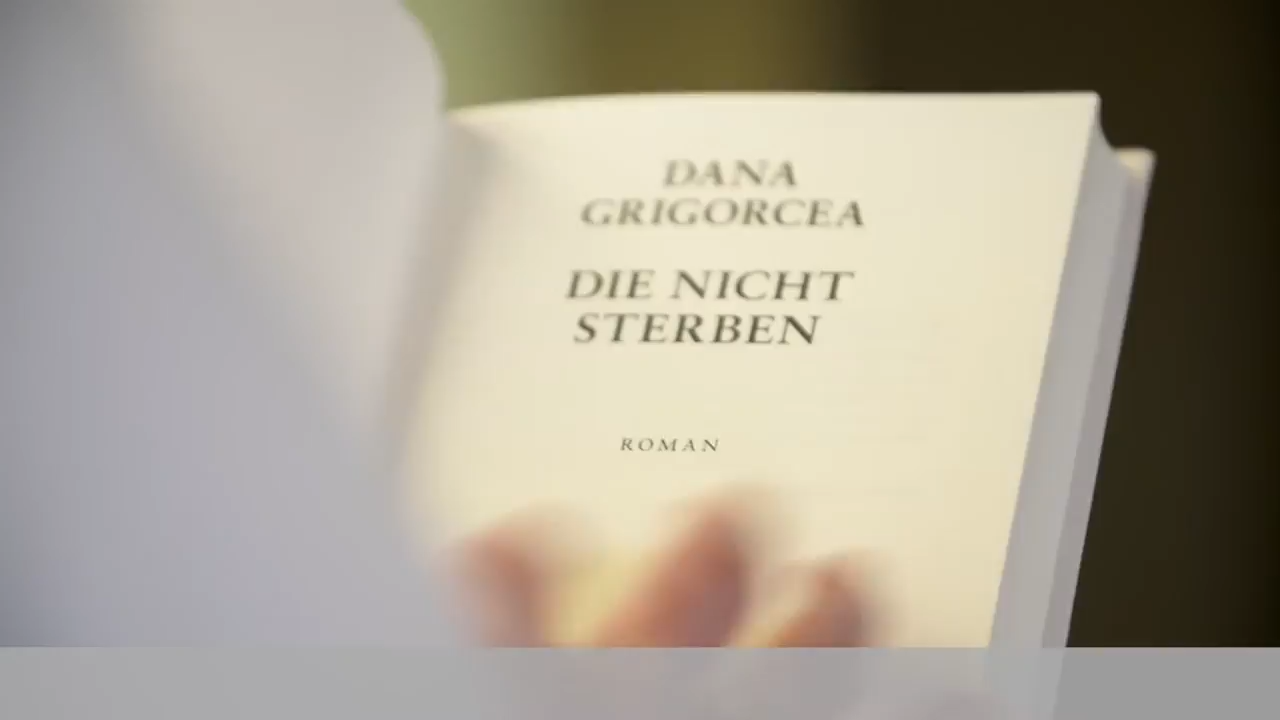 DANA
GRIGORCEA
DIE NICHT
STERBEN
ROMAN